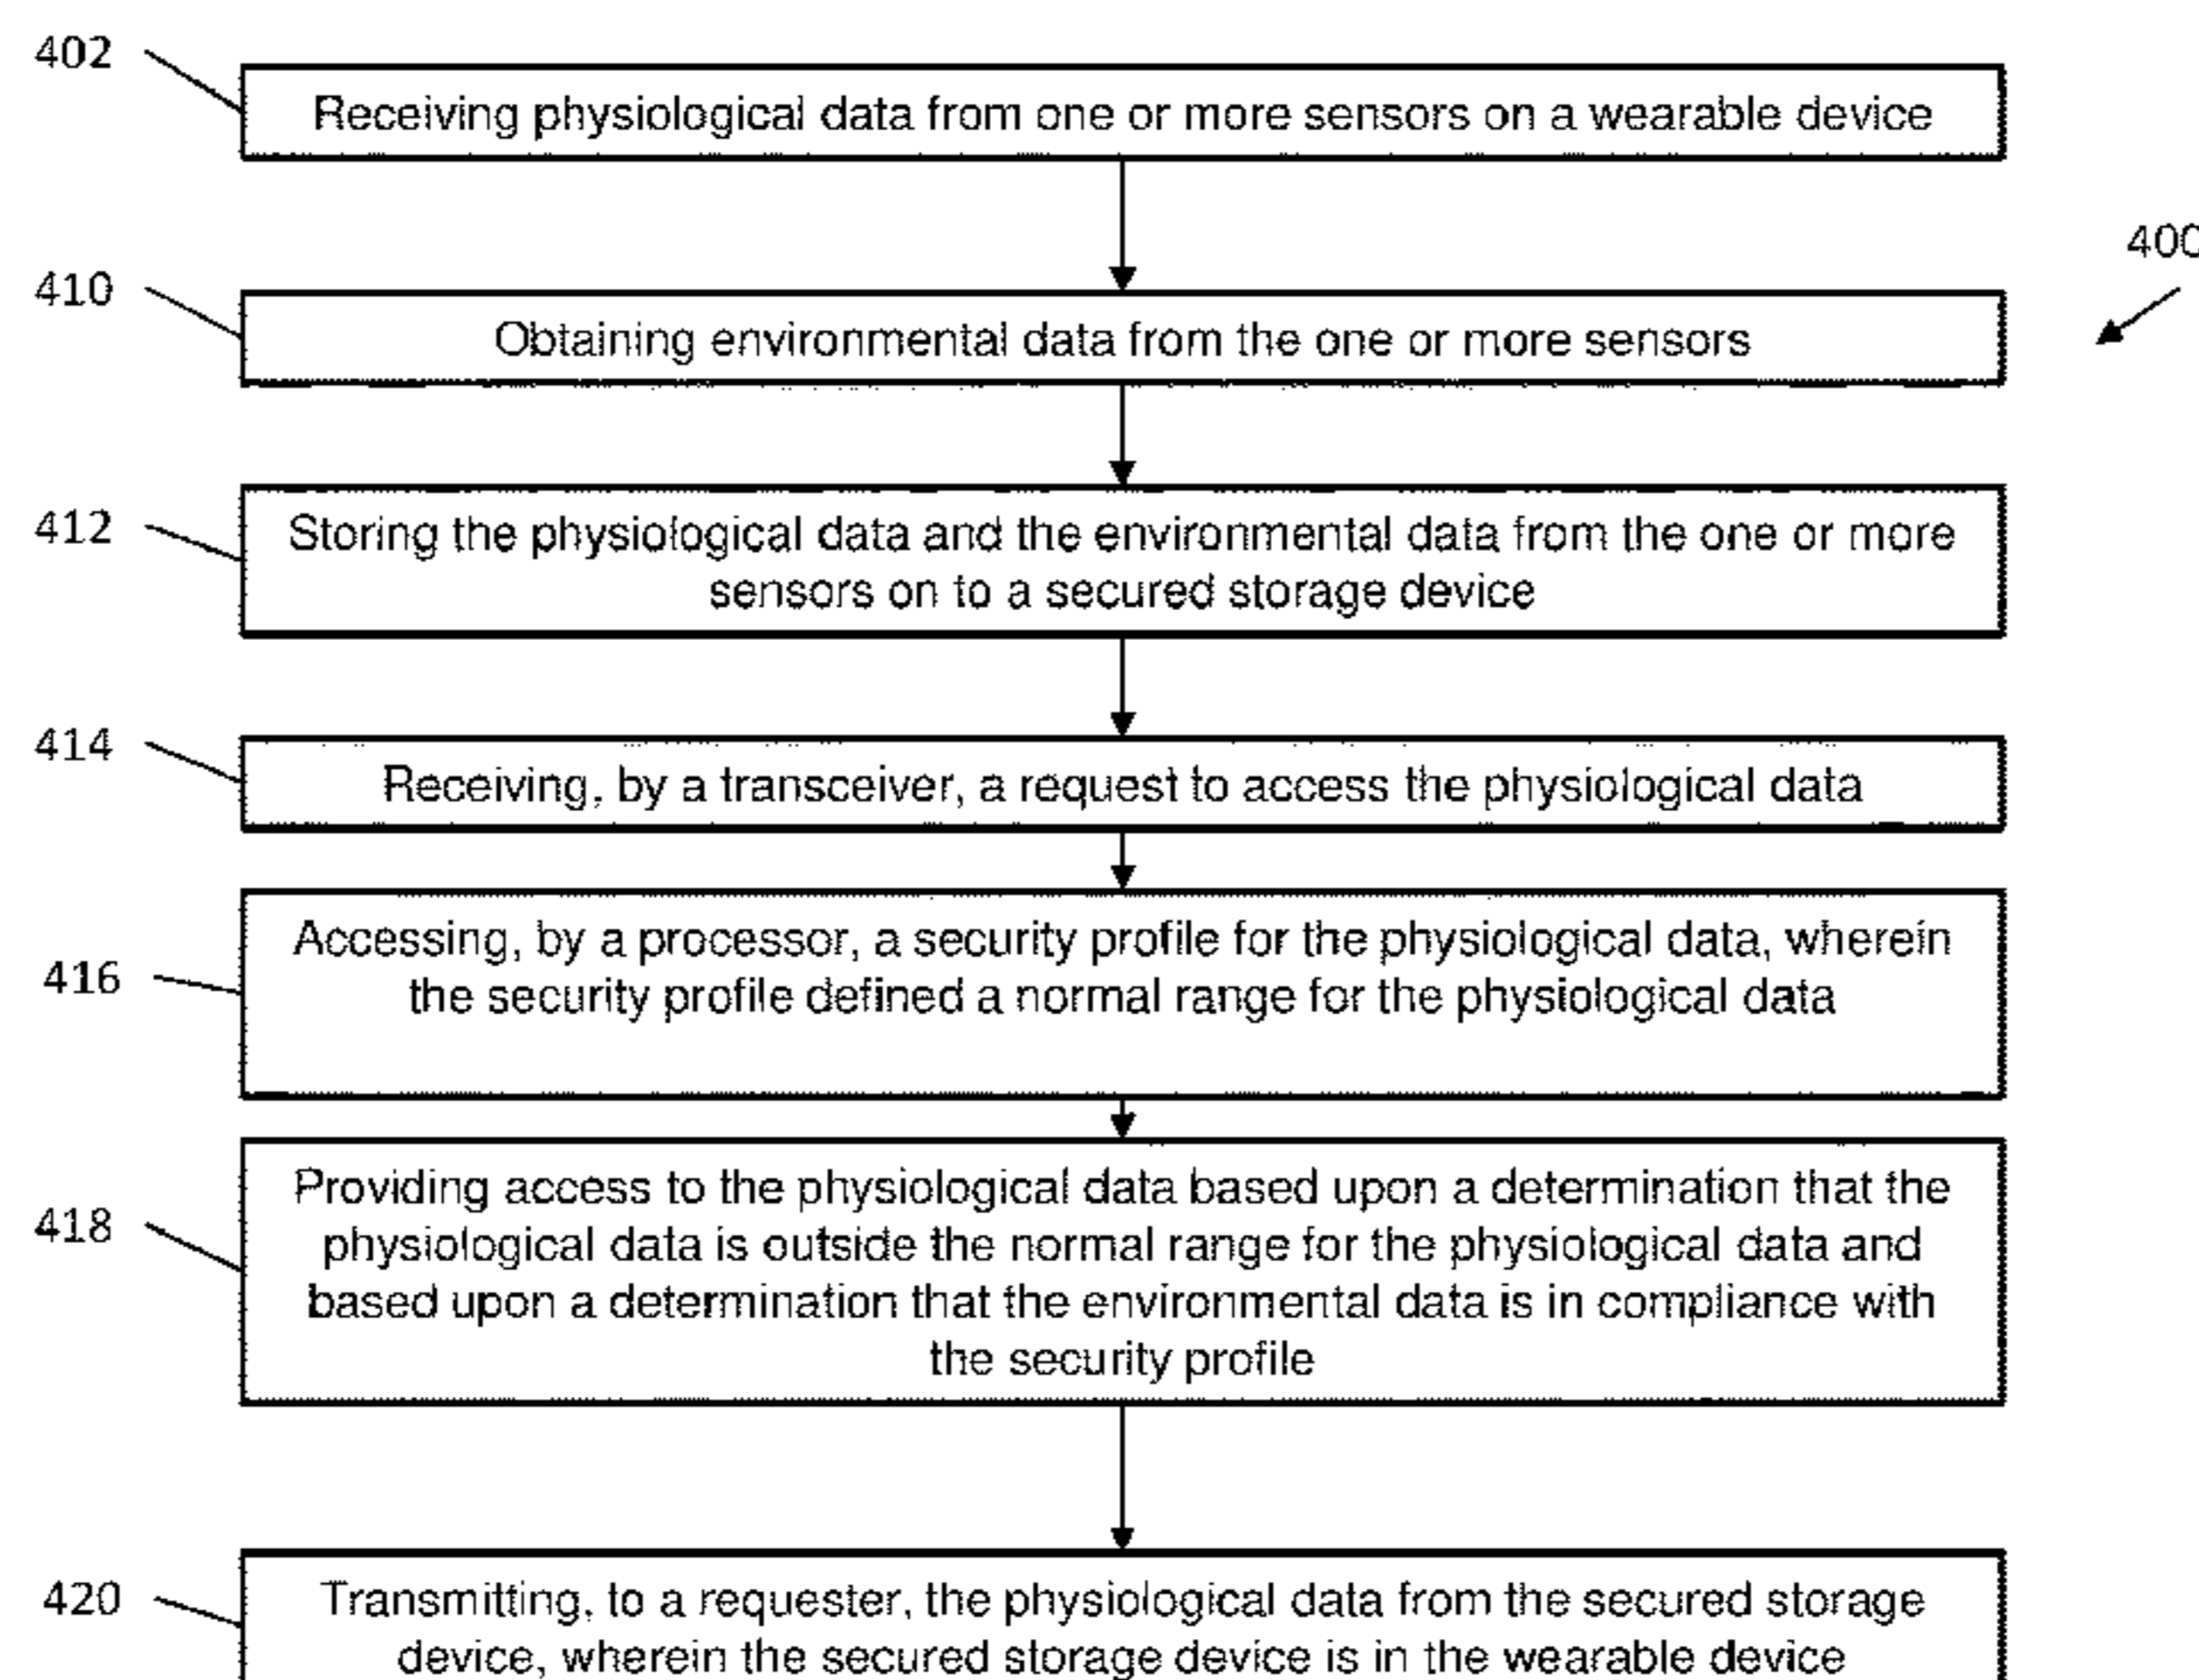 402
Receiving physiological data from one or more sensors on a wearable device
400
410
Obtaining environmental data from the one or more sensors
412
Storing the physiological data and the environmental data from the one or more
sensors on to a secured storage device
414
Receiving, by a transceiver, a request to access the physiological data
416
Accessing, by a processor, a security profile for the physiological data, wherein
the security profile defined a normal range for the physiological data
418
Providing access to the physiological data based upon a determination that the
physiological data is outside the normal range for the physiological data and
based upon a determination that the environmental data is in compliance with
the security profile
420
Transmitting, to a requester, the physiological data from the secured storage
device, wherein the secured storage device is in the wearable device